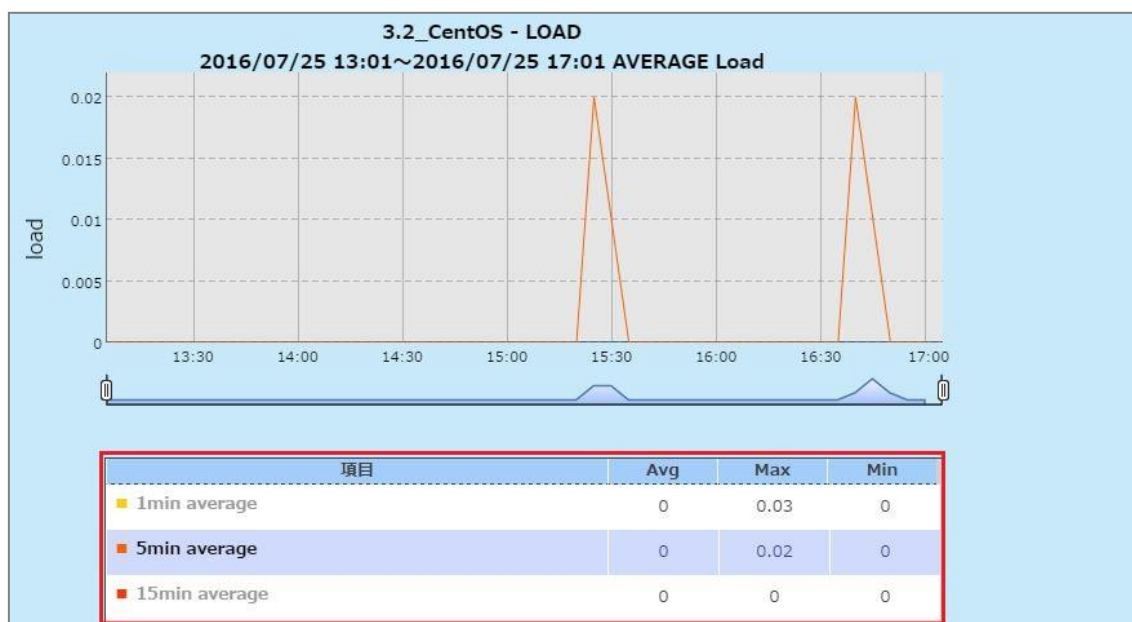 3.2_CentOS - LOAD
2016/07/25 13:01～2016/07/25 17:01 AVERAGE Load
load
0.02
0.015
0.01
0.005
0
13:30 14:00 14:30 15:00 15:30 16:00 16:30 17:00
項目 Avg Max Min
1min average 0 0.03 0
5min average 0 0.02 0
15min average 0 0 0